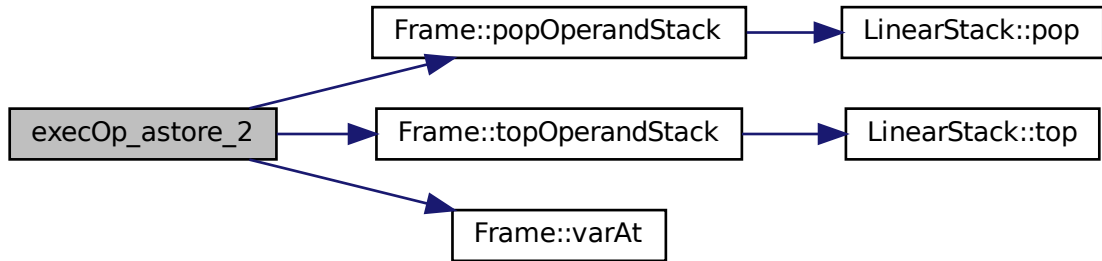 Frame::popOperandStack
LinearStack::pop
execOp_astore_2
Frame::topOperandStack
LinearStack::top
Frame::varAt